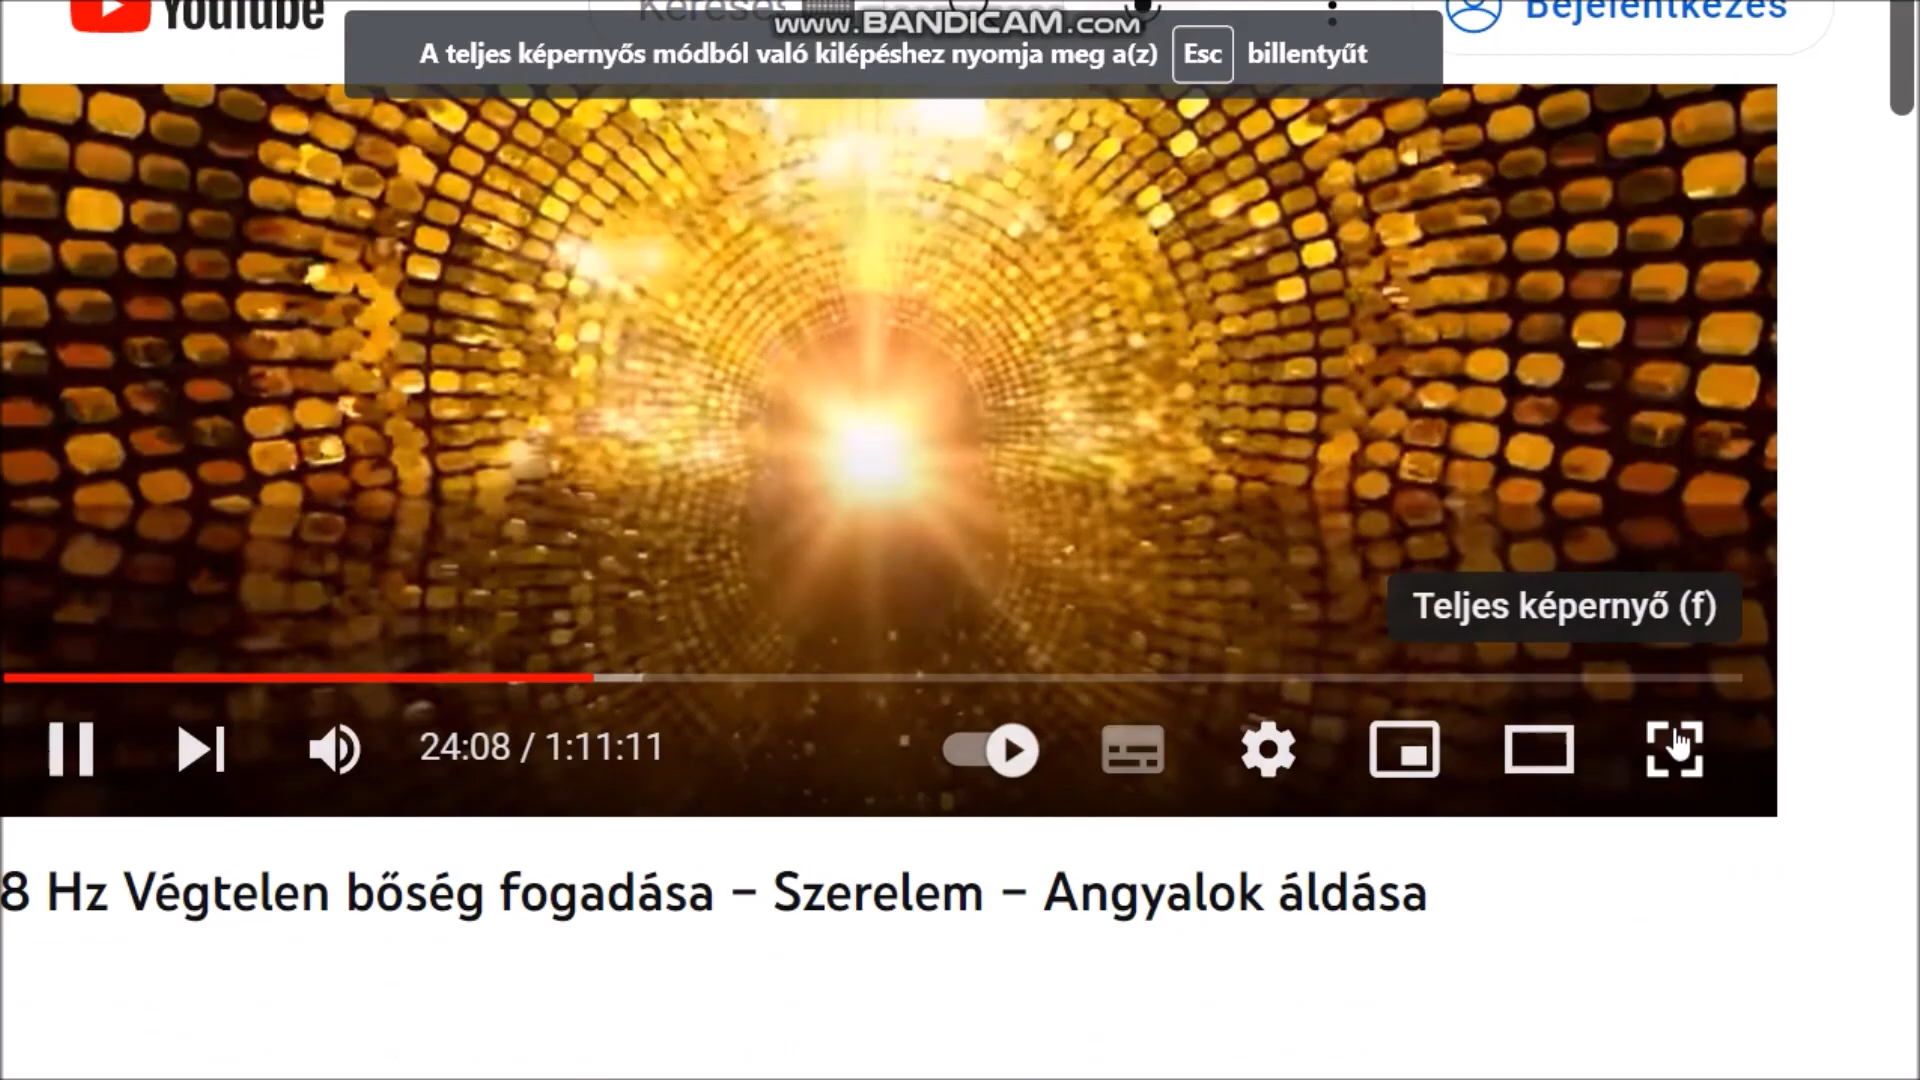 YouTube
Keresés
Bejelentkezés
www.BANDICAM.com
A teljes képernyős módból való kilépéshez nyomja meg a(z) Esc billentyűt
Teljes képernyő (f)
24:08 / 1:11:11
8 Hz Végtelen bőség fogadása – Szerelem – Angyalok áldása